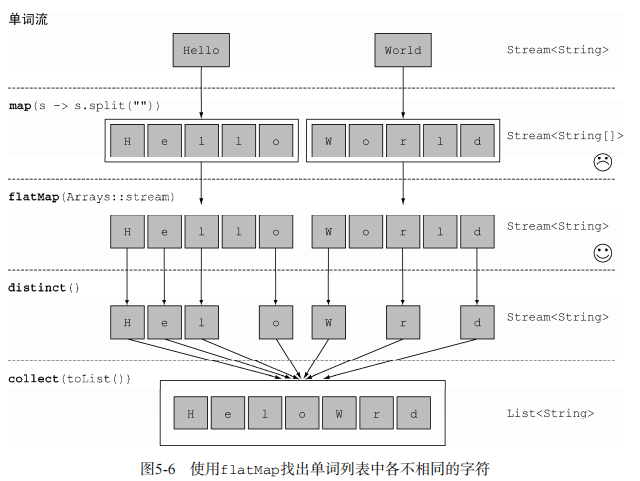 单词流
Hello World Stream<String>
map(s -> s.split(""))
H e l l o W o r l d Stream<String[]>
flatMap(Arrays::stream)
H e l l o W o r l d Stream<String>
distinct()
H e l o W r d Stream<String>
collect(toList())
H e l o W r d List<String>
图5-6 使用flatMap找出单词列表中各不相同的字符